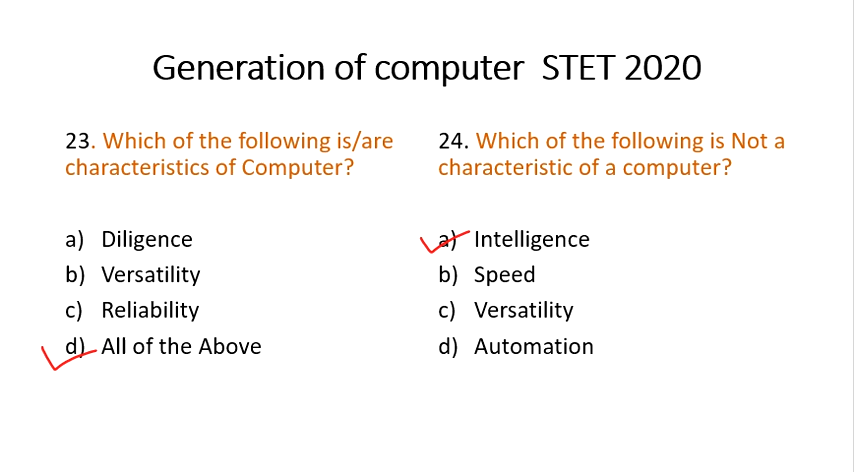 Generation of computer STET 2020
23. Which of the following is/are
characteristics of Computer?
a) Diligence
b) Versatility
c) Reliability
d) All of the Above
24. Which of the following is Not a
characteristic of a computer?
a) Intelligence
b) Speed
c) Versatility
d) Automation